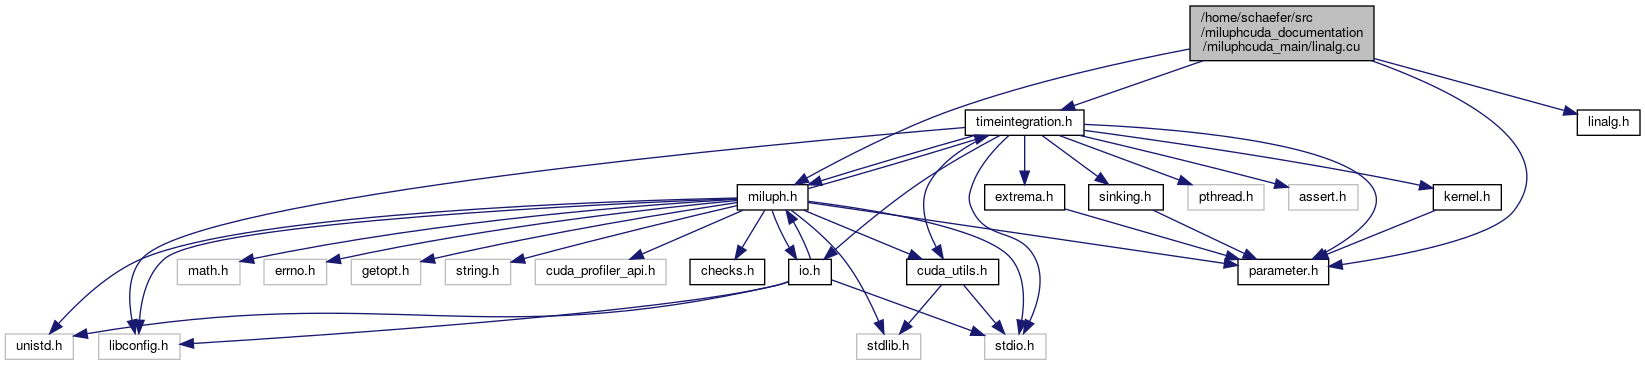 /home/schaefer/src
/miluphcuda_documentation
/miluphcuda_main/linalg.cu
timeintegration.h
linalg.h
miluph.h
extrema.h
sinking.h
pthread.h
assert.h
kernel.h
math.h
errno.h
getopt.h
string.h
cuda_profiler_api.h
checks.h
io.h
cuda_utils.h
parameter.h
unistd.h
libconfig.h
stdlib.h
stdio.h